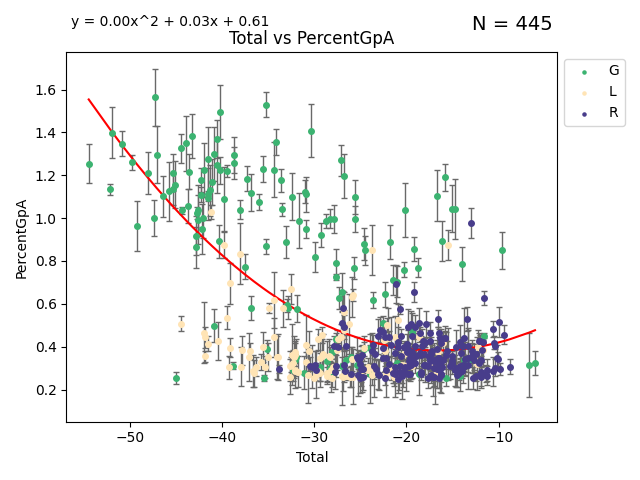 y = 0.00x^2 + 0.03x + 0.61
N = 445
Total vs PercentGpA
1.6
1.4
1.2
1.0
0.8
0.6
0.4
0.2
PercentGpA
−50
−40
−30
−20
−10
Total
G
L
R